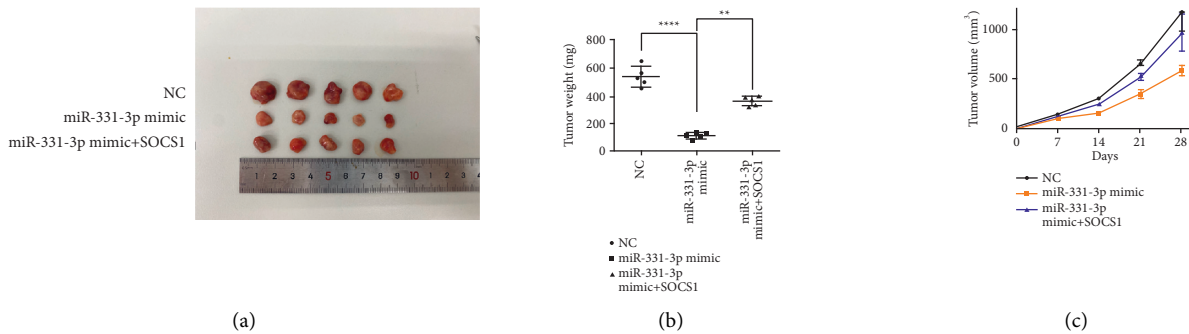 NC
miR-331-3p mimic
miR-331-3p mimic+SOCS1
1 2 3 4 5 6 7 8 9 10 1 2 3 4
(a)
Tumor weight (mg)
800
600
400
200
0
****
**
NC
miR-331-3p
mimic
miR-331-3p
mimic+SOCS1
NC
miR-331-3p mimic
miR-331-3p
mimic+SOCS1
(b)
Tumor volume (mm³)
1000
500
0
0 7 14 21 28
Days
NC
miR-331-3p mimic
miR-331-3p
mimic+SOCS1
(c)